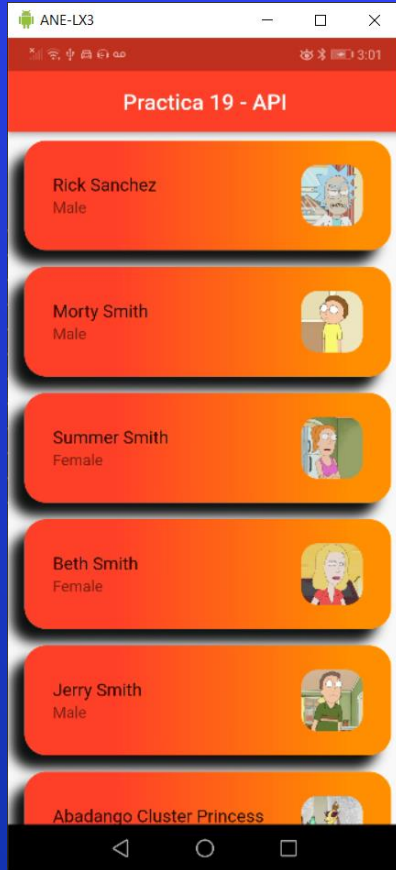 ANE-LX3
3:01
Practica 19 - API
Rick Sanchez
Male
Morty Smith
Male
Summer Smith
Female
Beth Smith
Female
Jerry Smith
Male
Abadango Cluster Princess